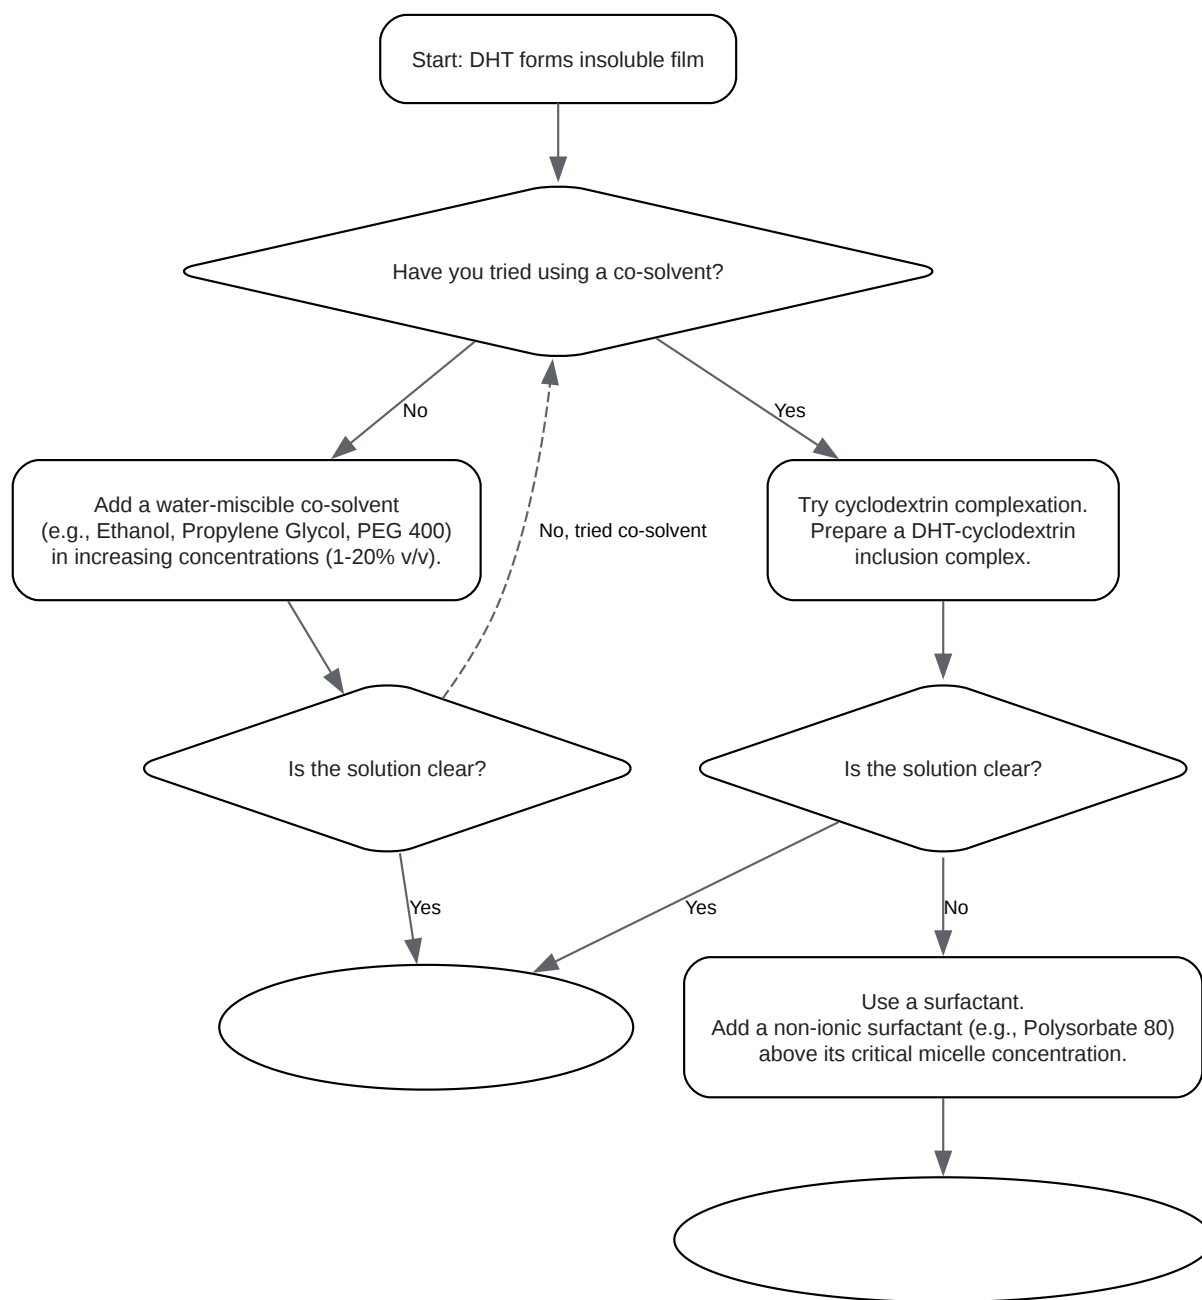 Start: DHT forms insoluble film
Have you tried using a co-solvent?
No
Yes
Add a water-miscible co-solvent
(e.g., Ethanol, Propylene Glycol, PEG 400)
in increasing concentrations (1-20% v/v).
No, tried co-solvent
Try cyclodextrin complexation.
Prepare a DHT-cyclodextrin
inclusion complex.
Is the solution clear?
Is the solution clear?
Yes
Yes
No
Use a surfactant.
Add a non-ionic surfactant (e.g., Polysorbate 80)
above its critical micelle concentration.